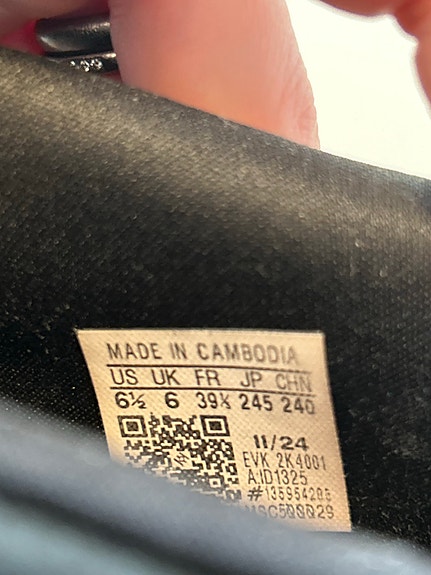 MADE IN CAMBODIA
US UK FR JP CHN
6½ 6 39⅓ 245 240
11/24
EVK 2K4001
A.ID1325